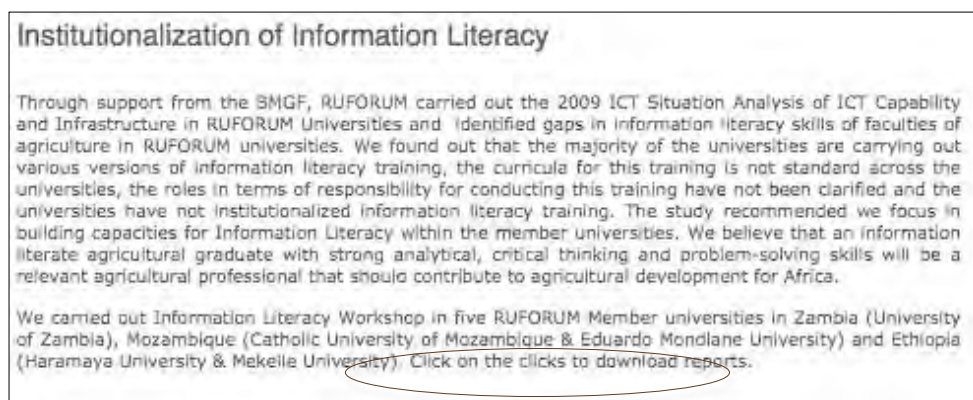 Institutionalization of Information Literacy
Through support from the BMGF, RUFORUM carried out the 2009 ICT Situation Analysis of ICT Capability
and Infrastructure in RUFORUM Universities and identified gaps in information literacy skills of faculties of
agriculture in RUFORUM universities. We found out that the majority of the universities are carrying out
various versions of information literacy training, the curricula for this training is not standard across the
universities, the roles in terms of responsibility for conducting this training have not been clarified and the
universities have not institutionalized information literacy training. The study recommended we focus in
building capacities for Information Literacy within the member universities. We believe that an information
literate agricultural graduate with strong analytical, critical thinking and problem-solving skills will be a
relevant agricultural professional that should contribute to agricultural development for Africa.
We carried out Information Literacy Workshop in five RUFORUM Member universities in Zambia (University
of Zambia), Mozambique (Catholic University of Mozambique & Eduardo Mondlane University) and Ethiopia
(Haramaya University & Mekelle University). Click on the clicks to download reports.